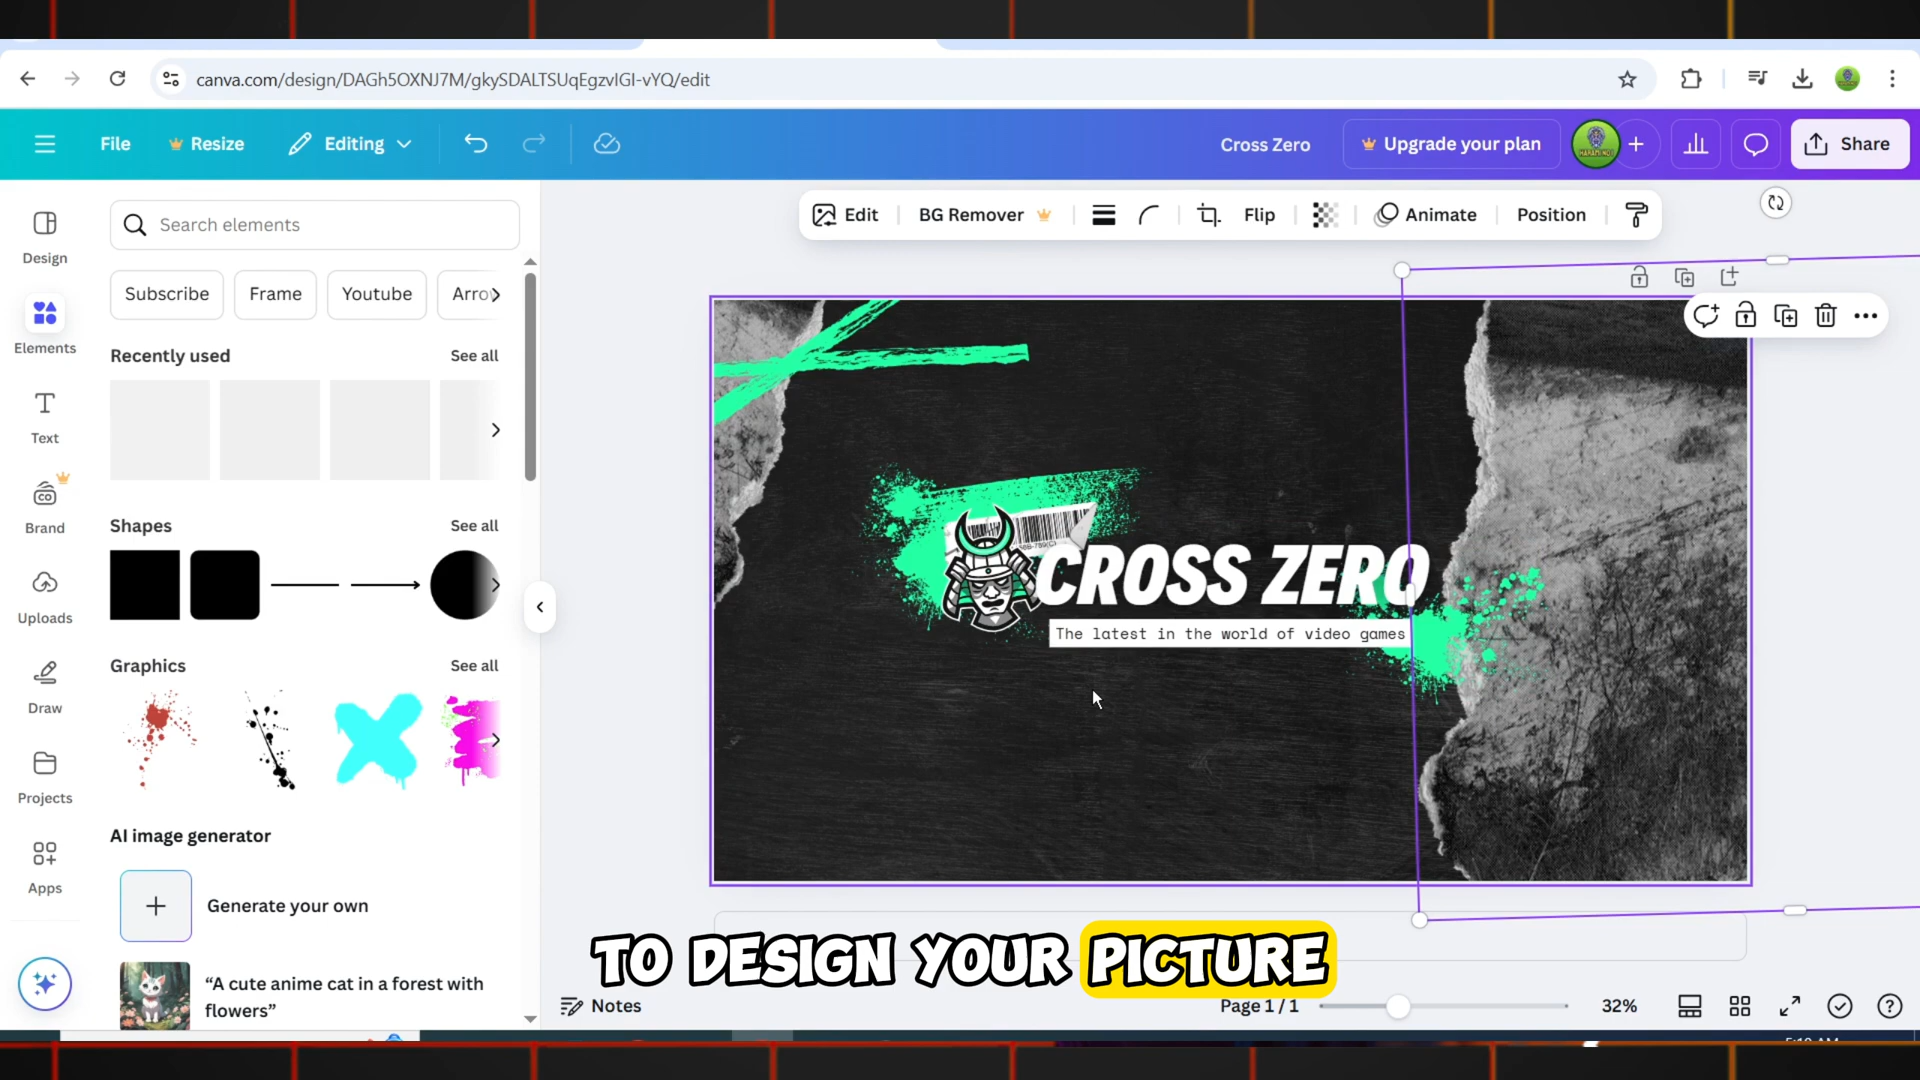 canva.com/design/DAGh5OXNJ7M/gkySDALTSUqEgzvIGI-vYQ/edit
File
Resize
Editing
Cross Zero
Upgrade your plan
Share
Edit
BG Remover
Flip
Animate
Position
Design
Elements
Text
Brand
Uploads
Draw
Projects
Apps
Search elements
Subscribe
Frame
Youtube
Arro
Recently used
See all
Shapes
See all
Graphics
See all
AI image generator
Generate your own
“A cute anime cat in a forest with
flowers”
CROSS ZERO
The latest in the world of video games
TO DESIGN YOUR PICTURE
Notes
Page 1 / 1
32%